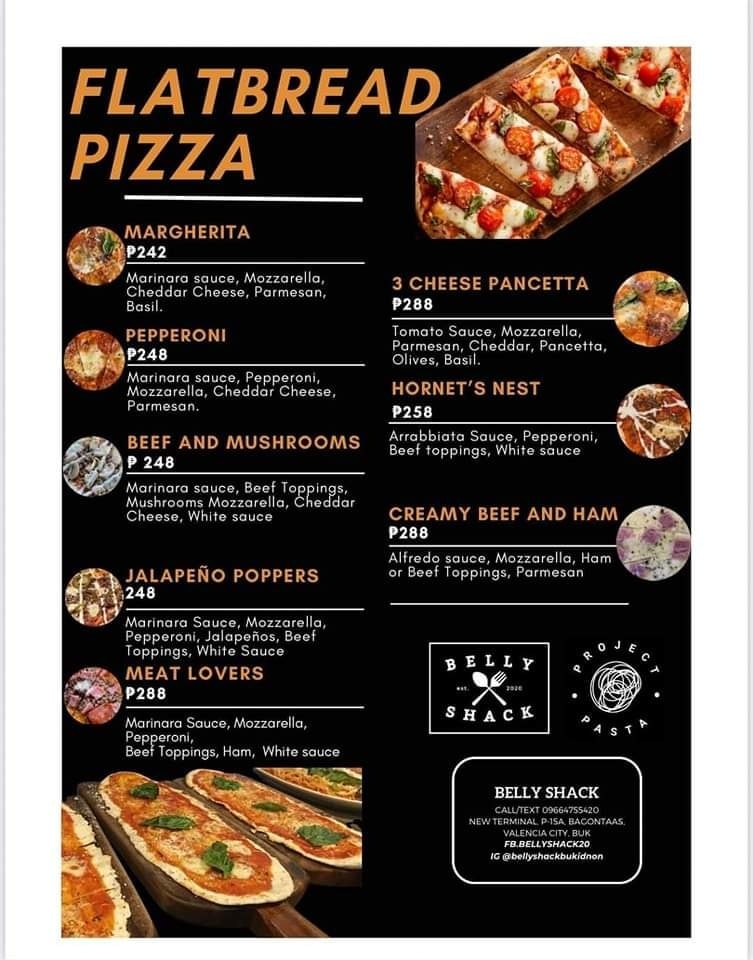 FLATBREAD
PIZZA
MARGHERITA
₱242
Marinara sauce, Mozzarella,
Cheddar Cheese, Parmesan,
Basil.
PEPPERONI
₱248
Marinara sauce, Pepperoni,
Mozzarella, Cheddar Cheese,
Parmesan.
BEEF AND MUSHROOMS
₱ 248
Marinara sauce, Beef Toppings,
Mushrooms Mozzarella, Cheddar
Cheese, White sauce
JALAPEÑO POPPERS
248
Marinara Sauce, Mozzarella,
Pepperoni, Jalapeños, Beef
Toppings, White Sauce
MEAT LOVERS
₱288
Marinara Sauce, Mozzarella,
Pepperoni,
Beef Toppings, Ham, White sauce
3 CHEESE PANCETTA
₱288
Tomato Sauce, Mozzarella,
Parmesan, Cheddar, Pancetta,
Olives, Basil.
HORNET'S NEST
₱258
Arrabbiata Sauce, Pepperoni,
Beef toppings, White sauce
CREAMY BEEF AND HAM
₱288
Alfredo sauce, Mozzarella, Ham
or Beef Toppings, Parmesan
BELLY
est. 2020
SHACK
PROJECT
PASTA
BELLY SHACK
CALL/TEXT 09664755420
NEW TERMINAL, P-15A, BAGONTAAS,
VALENCIA CITY, BUK
FB.BELLYSHACK20
IG @bellyshackbukidnon